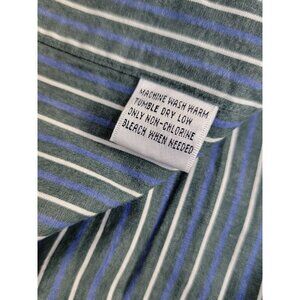 MACHINE WASH WARM
TUMBLE DRY LOW
ONLY NON-CHLORINE
BLEACH WHEN NEEDED